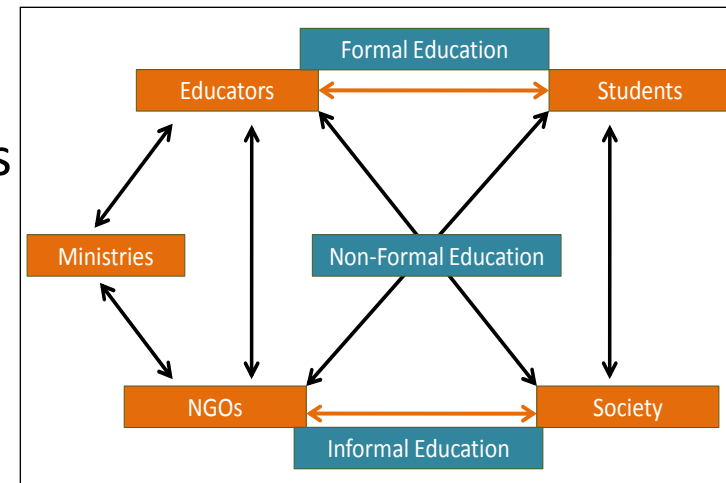 Formal Education
Educators
Students
s
Ministries
Non-Formal Education
NGOs
Society
Informal Education